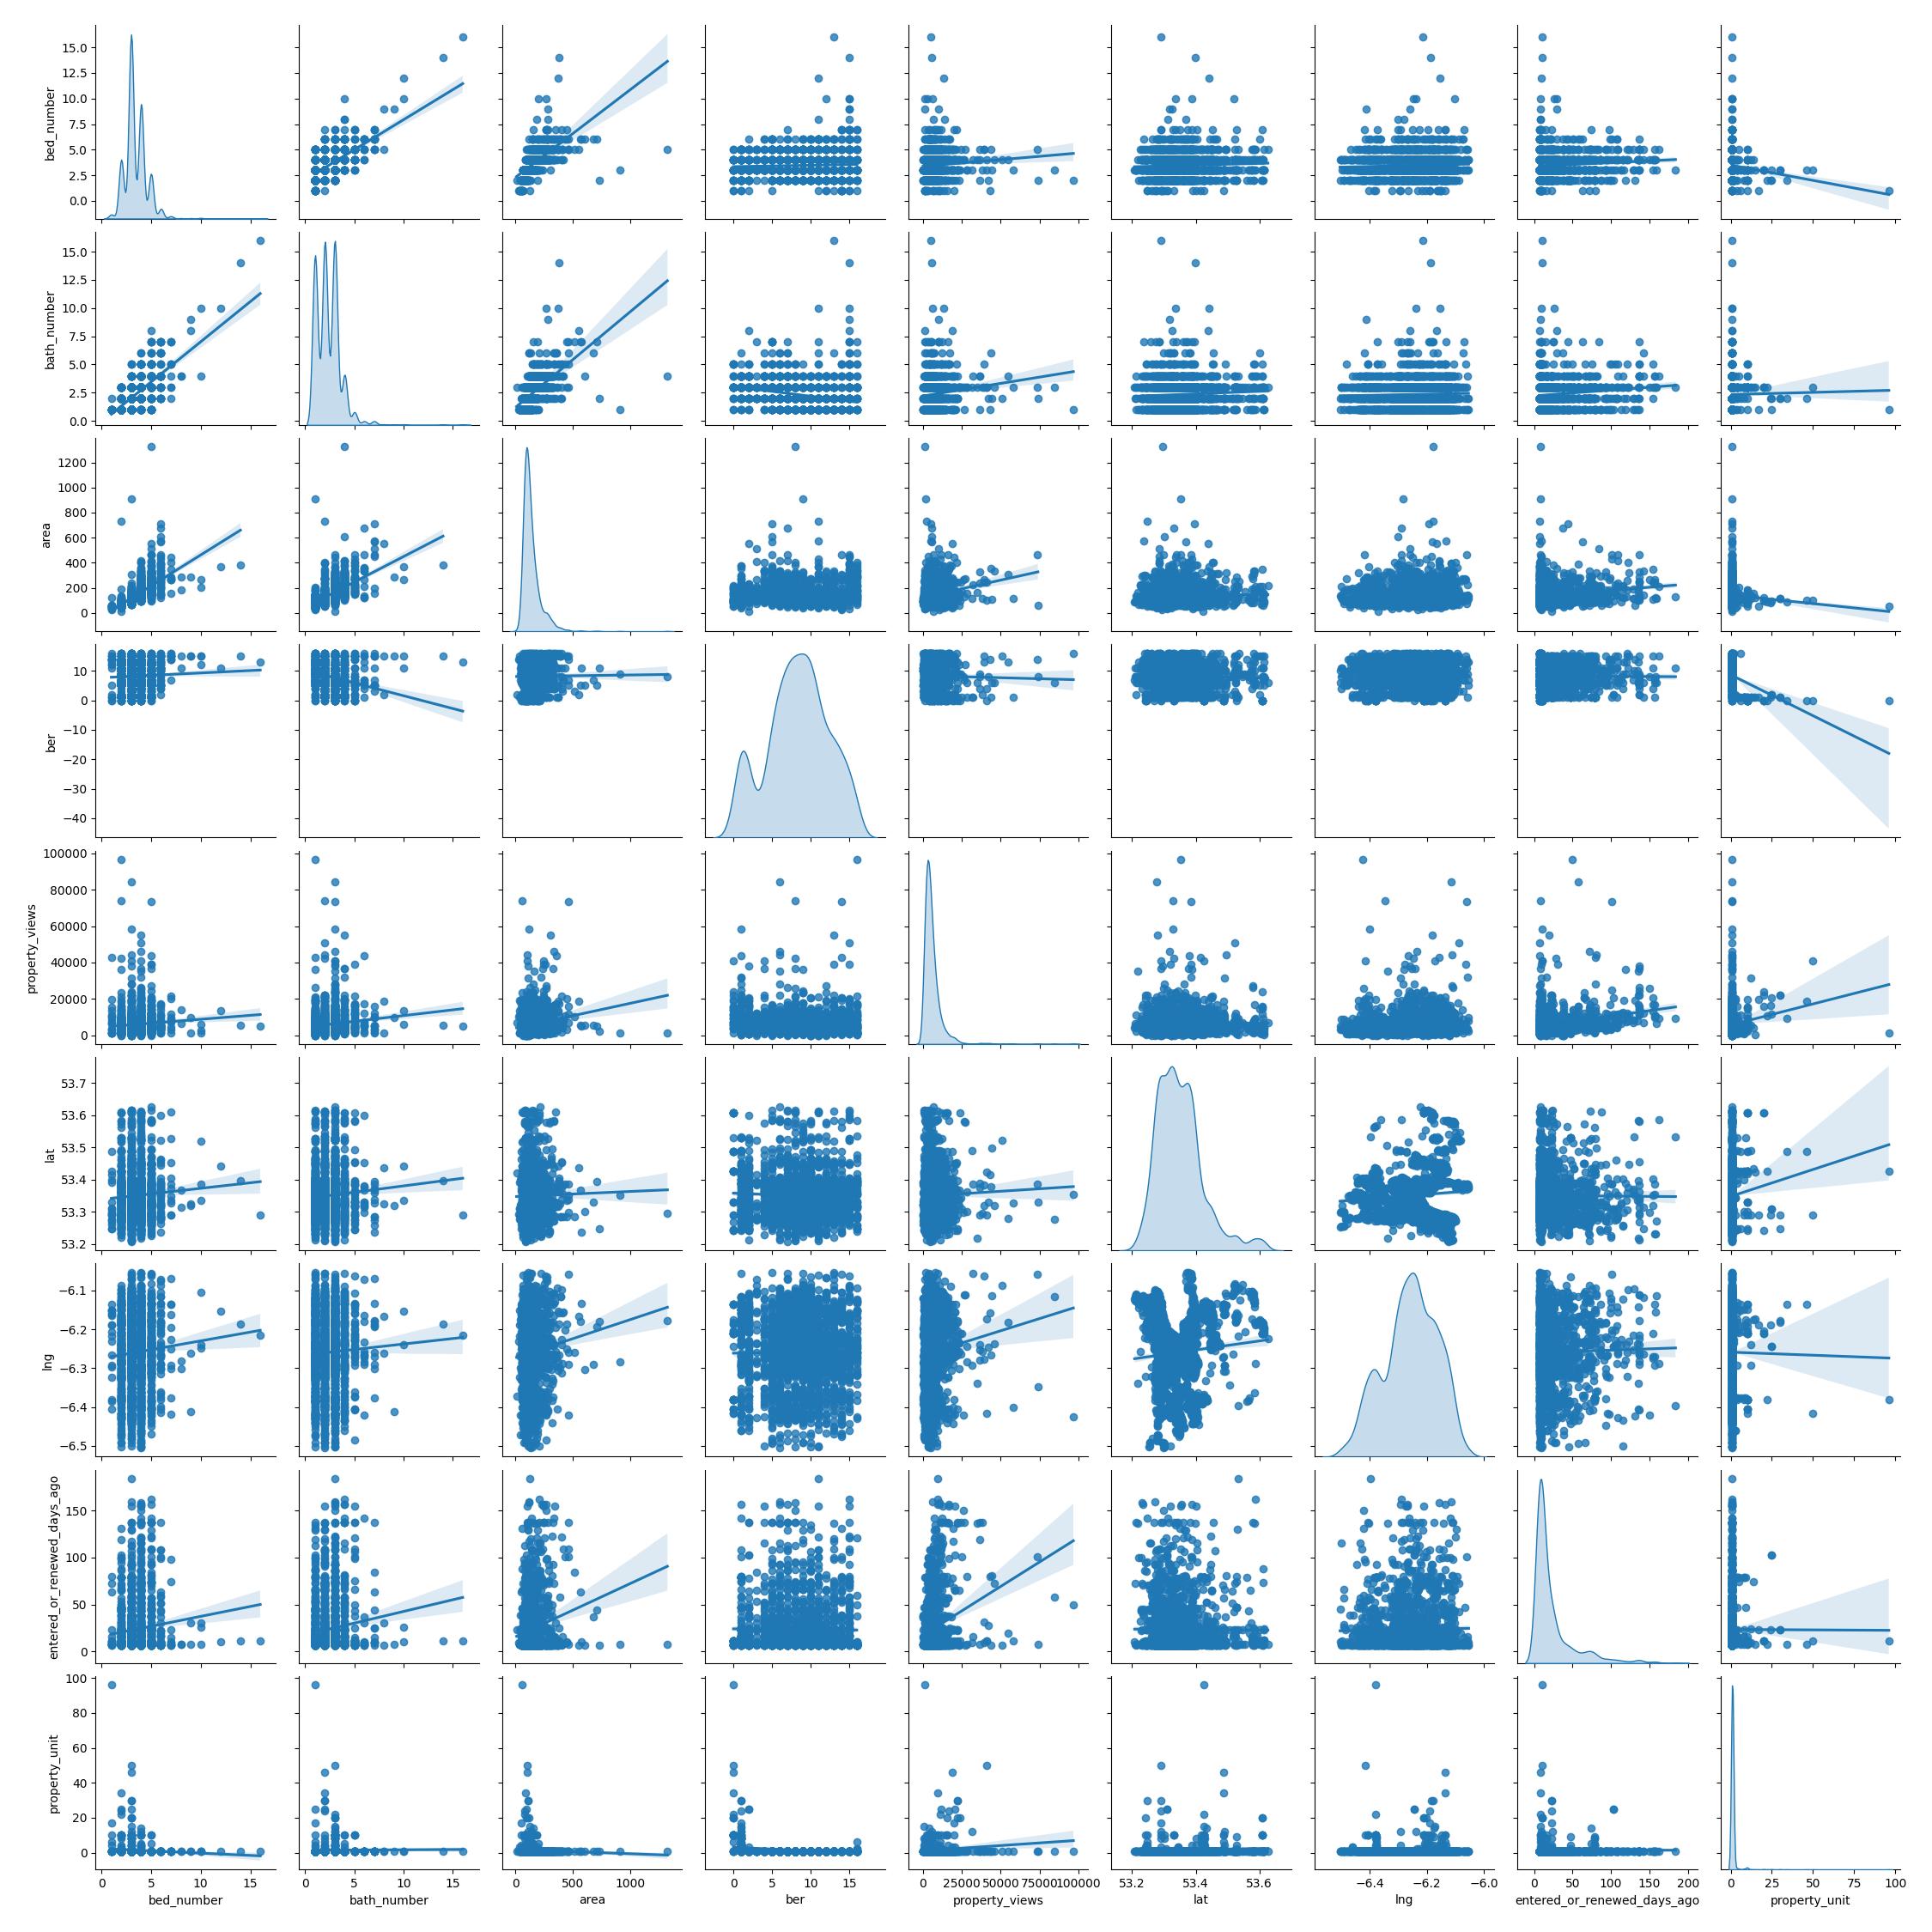 bed_number
15.0
12.5
10.0
7.5
5.0
2.5
0.0
bath_number
15.0
12.5
10.0
7.5
5.0
2.5
0.0
area
1200
1000
800
600
400
200
0
ber
10
0
−10
−20
−30
−40
property_views
100000
80000
60000
40000
20000
0
lat
53.7
53.6
53.5
53.4
53.3
53.2
lng
−6.1
−6.2
−6.3
−6.4
−6.5
entered_or_renewed_days_ago
150
100
50
0
property_unit
100
80
60
40
20
0
0 5 10 15
bed_number
0 5 10 15
bath_number
0 500 1000
area
0 5 10 15
ber
0 25000 50000 75000 100000
property_views
53.2 53.4 53.6
lat
−6.4 −6.2 −6.0
lng
0 50 100 150 200
entered_or_renewed_days_ago
0 25 50 75 100
property_unit